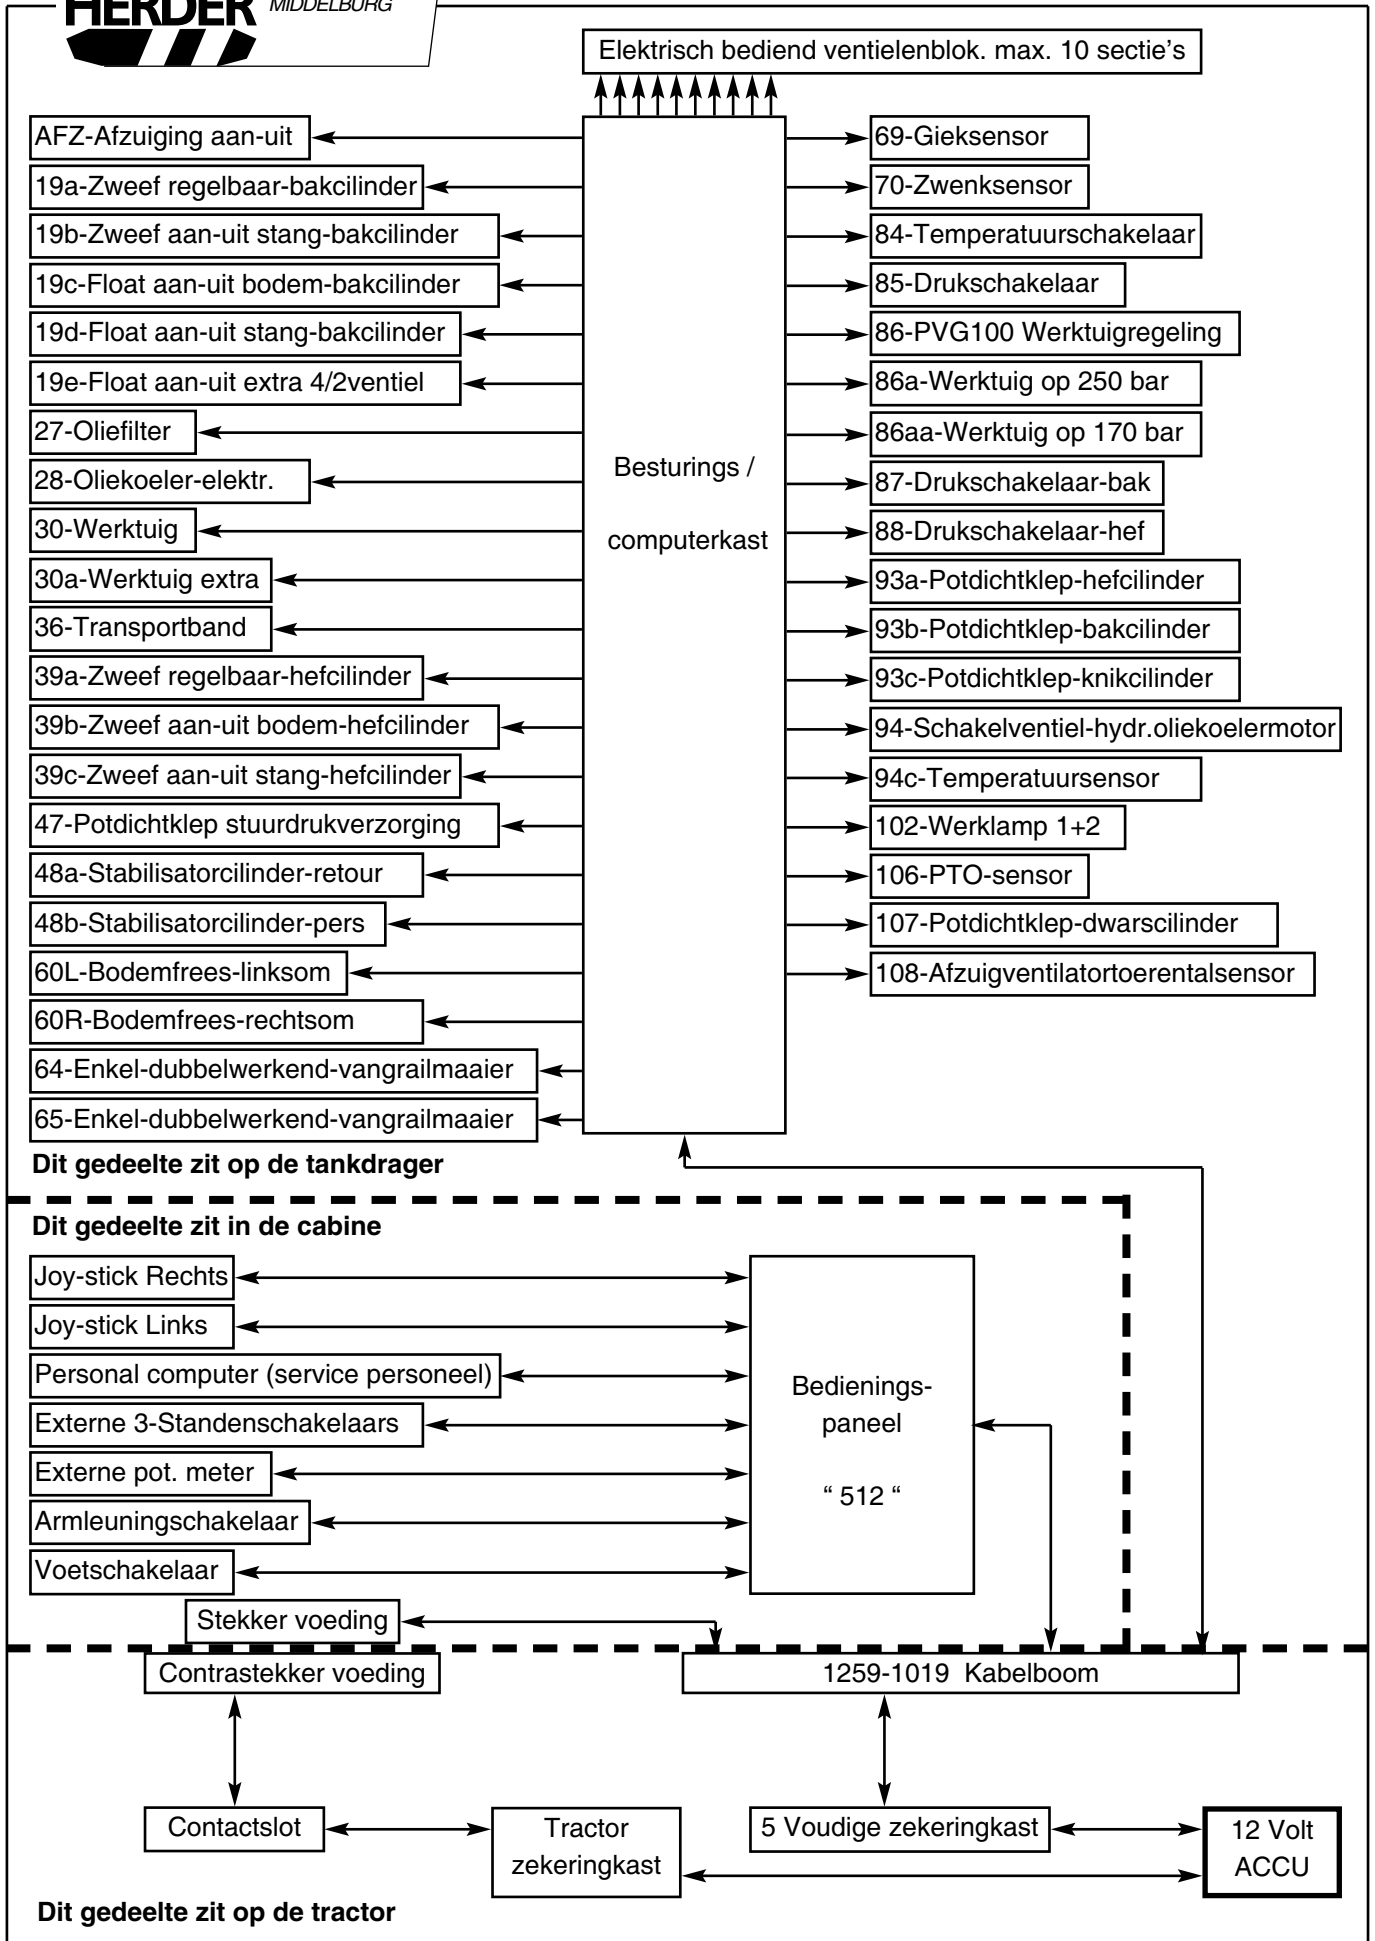 HERDER MIDDELBURG
Elektrisch bediend ventielenblok. max. 10 sectie's
AFZ-Afzuiging aan-uit
19a-Zweef regelbaar-bakcilinder
19b-Zweef aan-uit stang-bakcilinder
19c-Float aan-uit bodem-bakcilinder
19d-Float aan-uit stang-bakcilinder
19e-Float aan-uit extra 4/2ventiel
27-Oliefilter
28-Oliekoeler-elektr.
30-Werktuig
30a-Werktuig extra
36-Transportband
39a-Zweef regelbaar-hefcilinder
39b-Zweef aan-uit bodem-hefcilinder
39c-Zweef aan-uit stang-hefcilinder
47-Potdichtklep stuurdrukverzorging
48a-Stabilisatorcilinder-retour
48b-Stabilisatorcilinder-pers
60L-Bodemfrees-linksom
60R-Bodemfrees-rechtsom
64-Enkel-dubbelwerkend-vangrailmaaier
65-Enkel-dubbelwerkend-vangrailmaaier
Besturings /
computerkast
69-Gieksensor
70-Zwenksensor
84-Temperatuurschakelaar
85-Drukschakelaar
86-PVG100 Werktuigregeling
86a-Werktuig op 250 bar
86aa-Werktuig op 170 bar
87-Drukschakelaar-bak
88-Drukschakelaar-hef
93a-Potdichtklep-hefcilinder
93b-Potdichtklep-bakcilinder
93c-Potdichtklep-knikcilinder
94-Schakelventiel-hydr.oliekoelermotor
94c-Temperatuursensor
102-Werklamp 1+2
106-PTO-sensor
107-Potdichtklep-dwarscilinder
108-Afzuigventilatortoerentalsensor
Dit gedeelte zit op de tankdrager
Dit gedeelte zit in de cabine
Joy-stick Rechts
Joy-stick Links
Personal computer (service personeel)
Externe 3-Standenschakelaars
Externe pot. meter
Armleuningschakelaar
Voetschakelaar
Bedienings-
paneel
“ 512 “
Stekker voeding
Contrastekker voeding
1259-1019 Kabelboom
Contactslot
Tractor
zekeringkast
5 Voudige zekeringkast
12 Volt
ACCU
Dit gedeelte zit op de tractor